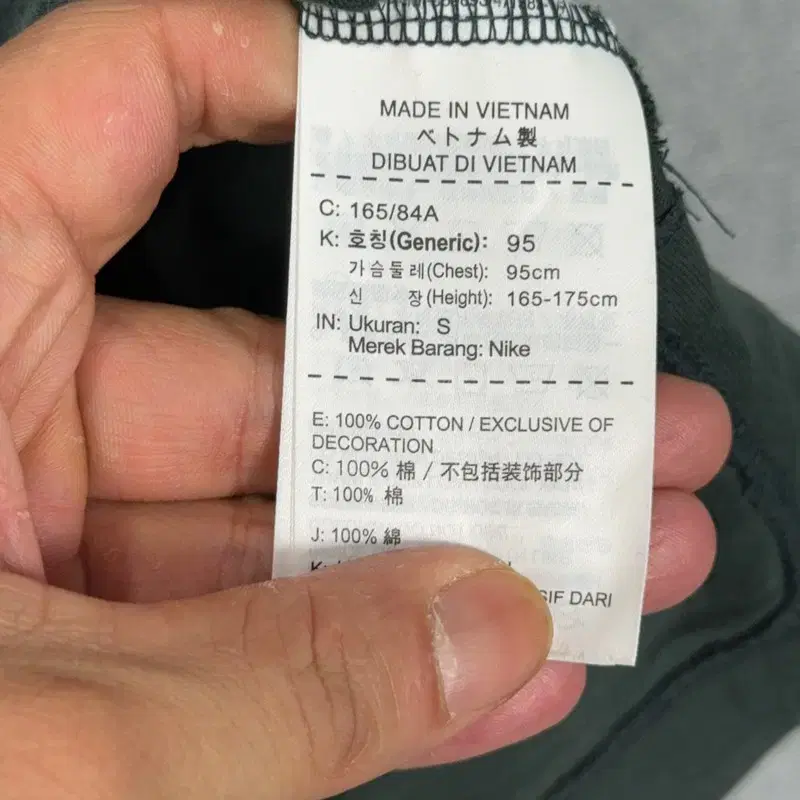 MADE IN VIETNAM
ベトナム製
DIBUAT DI VIETNAM
C: 165/84A
K: 호칭(Generic): 95
가슴둘레(Chest): 95cm
신 장(Height): 165-175cm
IN: Ukuran: S
Merek Barang: Nike
E: 100% COTTON / EXCLUSIVE OF
DECORATION
C: 100% 棉 / 不包括装饰部分
T: 100% 棉
J: 100% 綿
DARI